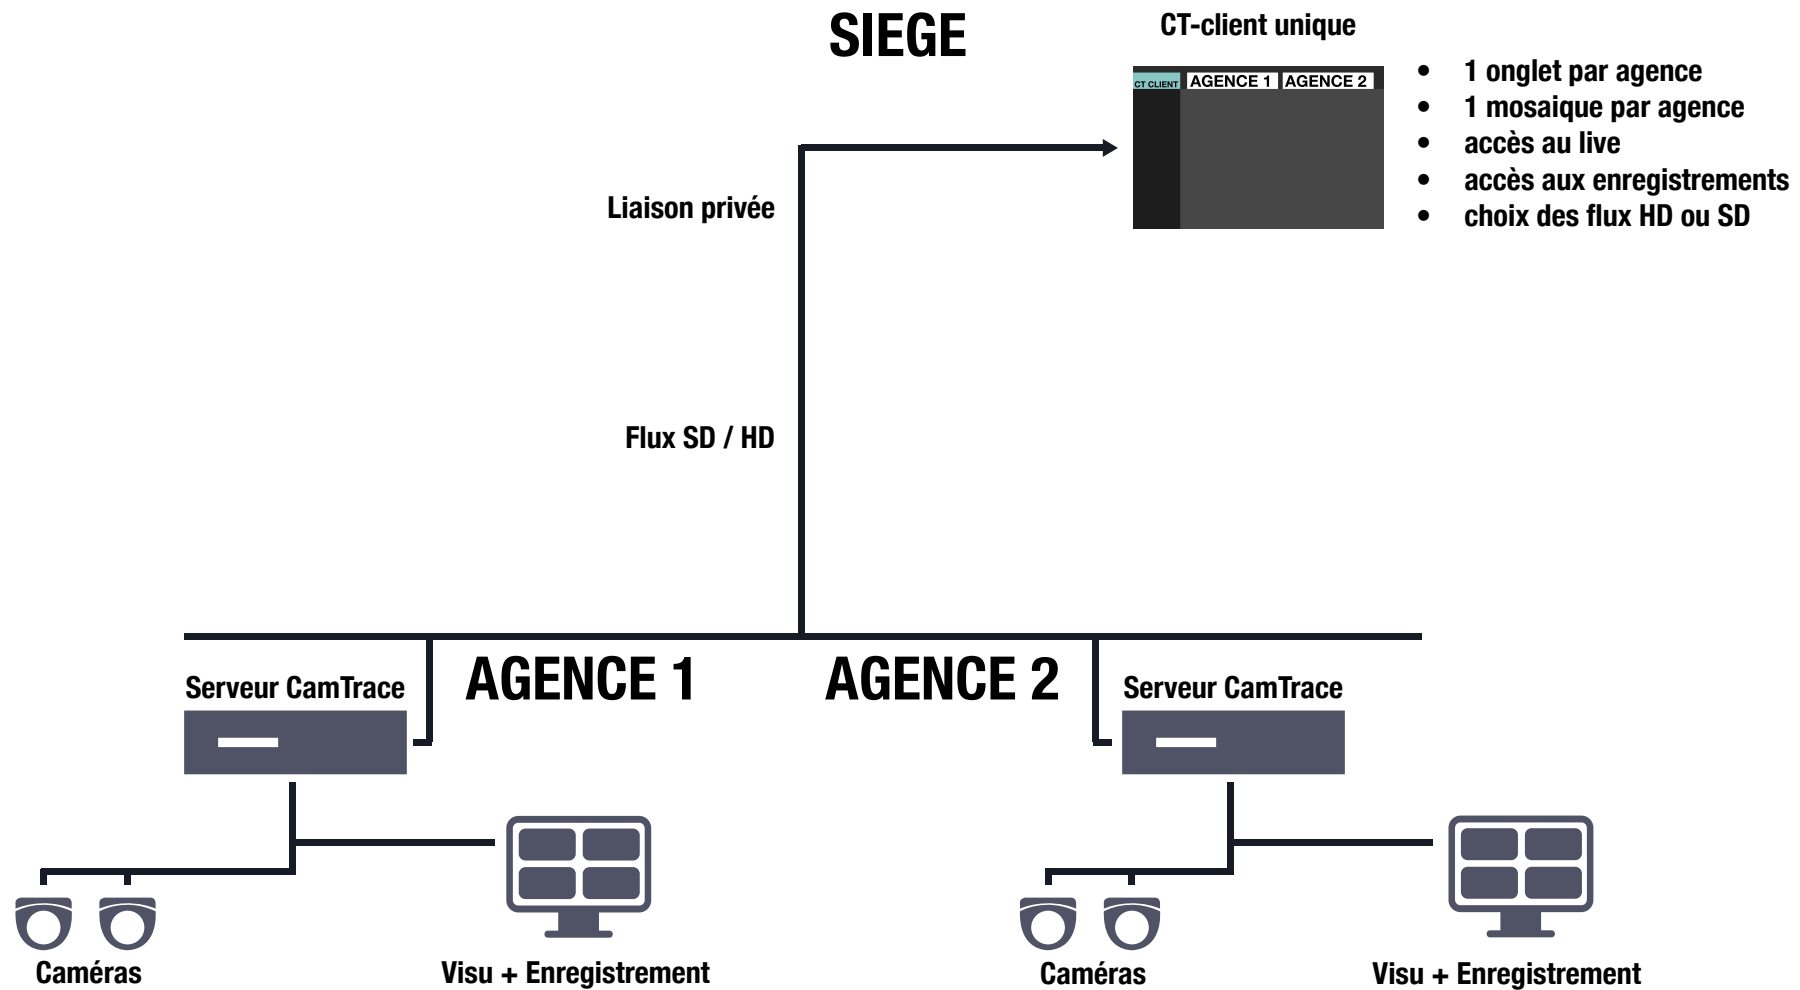 SIEGE
CT-client unique
CT CLIENT AGENCE 1 AGENCE 2
• 1 onglet par agence
• 1 mosaique par agence
• accès au live
• accès aux enregistrements
• choix des flux HD ou SD
Liaison privée
Flux SD / HD
AGENCE 1
AGENCE 2
Serveur CamTrace
Serveur CamTrace
Caméras
Visu + Enregistrement
Caméras
Visu + Enregistrement